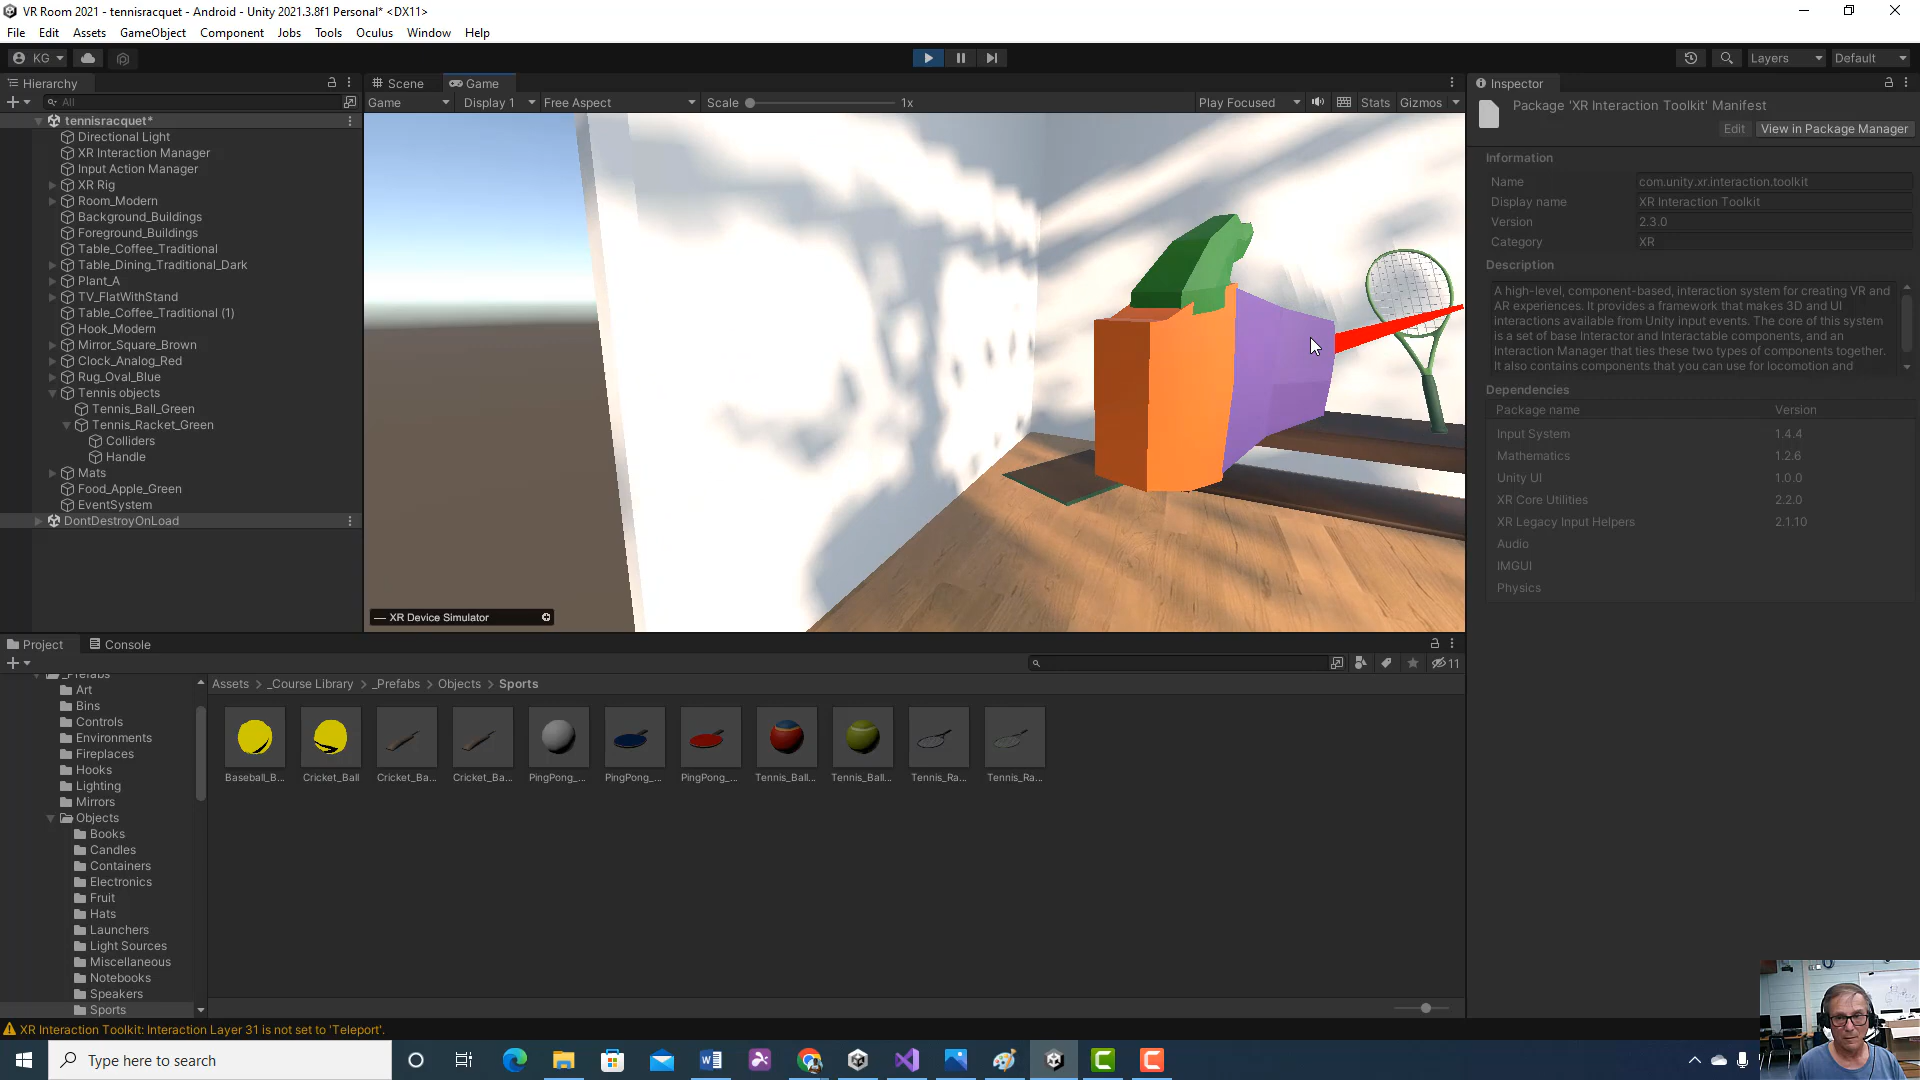 VR Room 2021 - tennisracquet - Android - Unity 2021.3.8f1 Personal* <DX11>
File Edit Assets GameObject Component Jobs Tools Oculus Window Help
KG Layers Default
Hierarchy
All
tennisracquet*
Directional Light
XR Interaction Manager
Input Action Manager
XR Rig
Room_Modern
Background_Buildings
Foreground_Buildings
Table_Coffee_Traditional
Table_Dining_Traditional_Dark
Plant_A
TV_FlatWithStand
Table_Coffee_Traditional (1)
Hook_Modern
Mirror_Square_Brown
Clock_Analog_Red
Rug_Oval_Blue
Tennis objects
Tennis_Ball_Green
Tennis_Racket_Green
Colliders
Handle
Mats
Food_Apple_Green
EventSystem
DontDestroyOnLoad
Scene Game
Game Display 1 Free Aspect Scale 1x Play Focused Stats Gizmos
XR Device Simulator
Inspector
Package 'XR Interaction Toolkit' Manifest
Edit View in Package Manager
Information
Name com.unity.xr.interaction.toolkit
Display name XR Interaction Toolkit
Version 2.3.0
Category XR
Description
A high-level, component-based, interaction system for creating VR and
AR experiences. It provides a framework that makes 3D and UI
interactions available from Unity input events. The core of this system
is a set of base Interactor and Interactable components, and an
Interaction Manager that ties these two types of components together.
It also contains components that you can use for locomotion and
Dependencies
Package name Version
Input System 1.4.4
Mathematics 1.2.6
Unity UI 1.0.0
XR Core Utilities 2.2.0
XR Legacy Input Helpers 2.1.10
Audio
IMGUI
Physics
Project Console
11
_Prefabs
Art
Bins
Controls
Environments
Fireplaces
Hooks
Lighting
Mirrors
Objects
Books
Candles
Containers
Electronics
Fruit
Hats
Launchers
Light Sources
Miscellaneous
Notebooks
Speakers
Sports
Assets > _Course Library > _Prefabs > Objects > Sports
Baseball_B... Cricket_Ball Cricket_Ba... Cricket_Ba... PingPong_... PingPong_... PingPong_... Tennis_Ball... Tennis_Ball... Tennis_Ra... Tennis_Ra...
XR Interaction Toolkit: Interaction Layer 31 is not set to 'Teleport'.
Type here to search